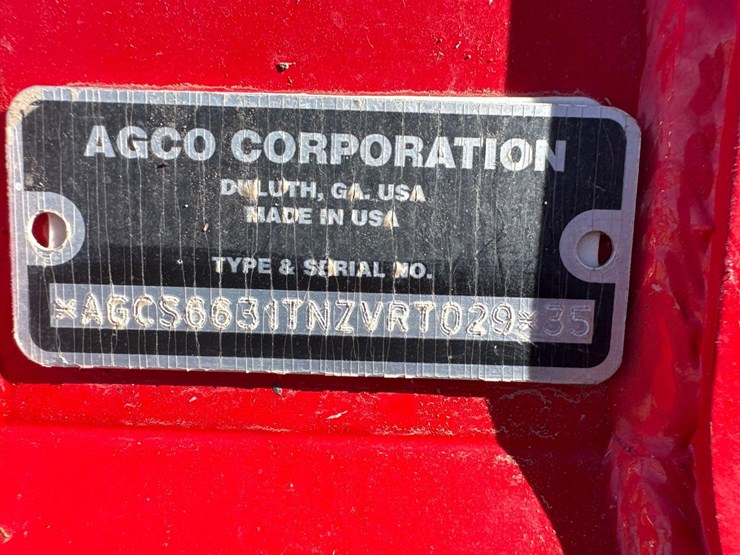 AGCO CORPORATION
DULUTH, GA. USA
MADE IN USA
TYPE & SERIAL NO.
*AGCS6631TNZVRT029*35